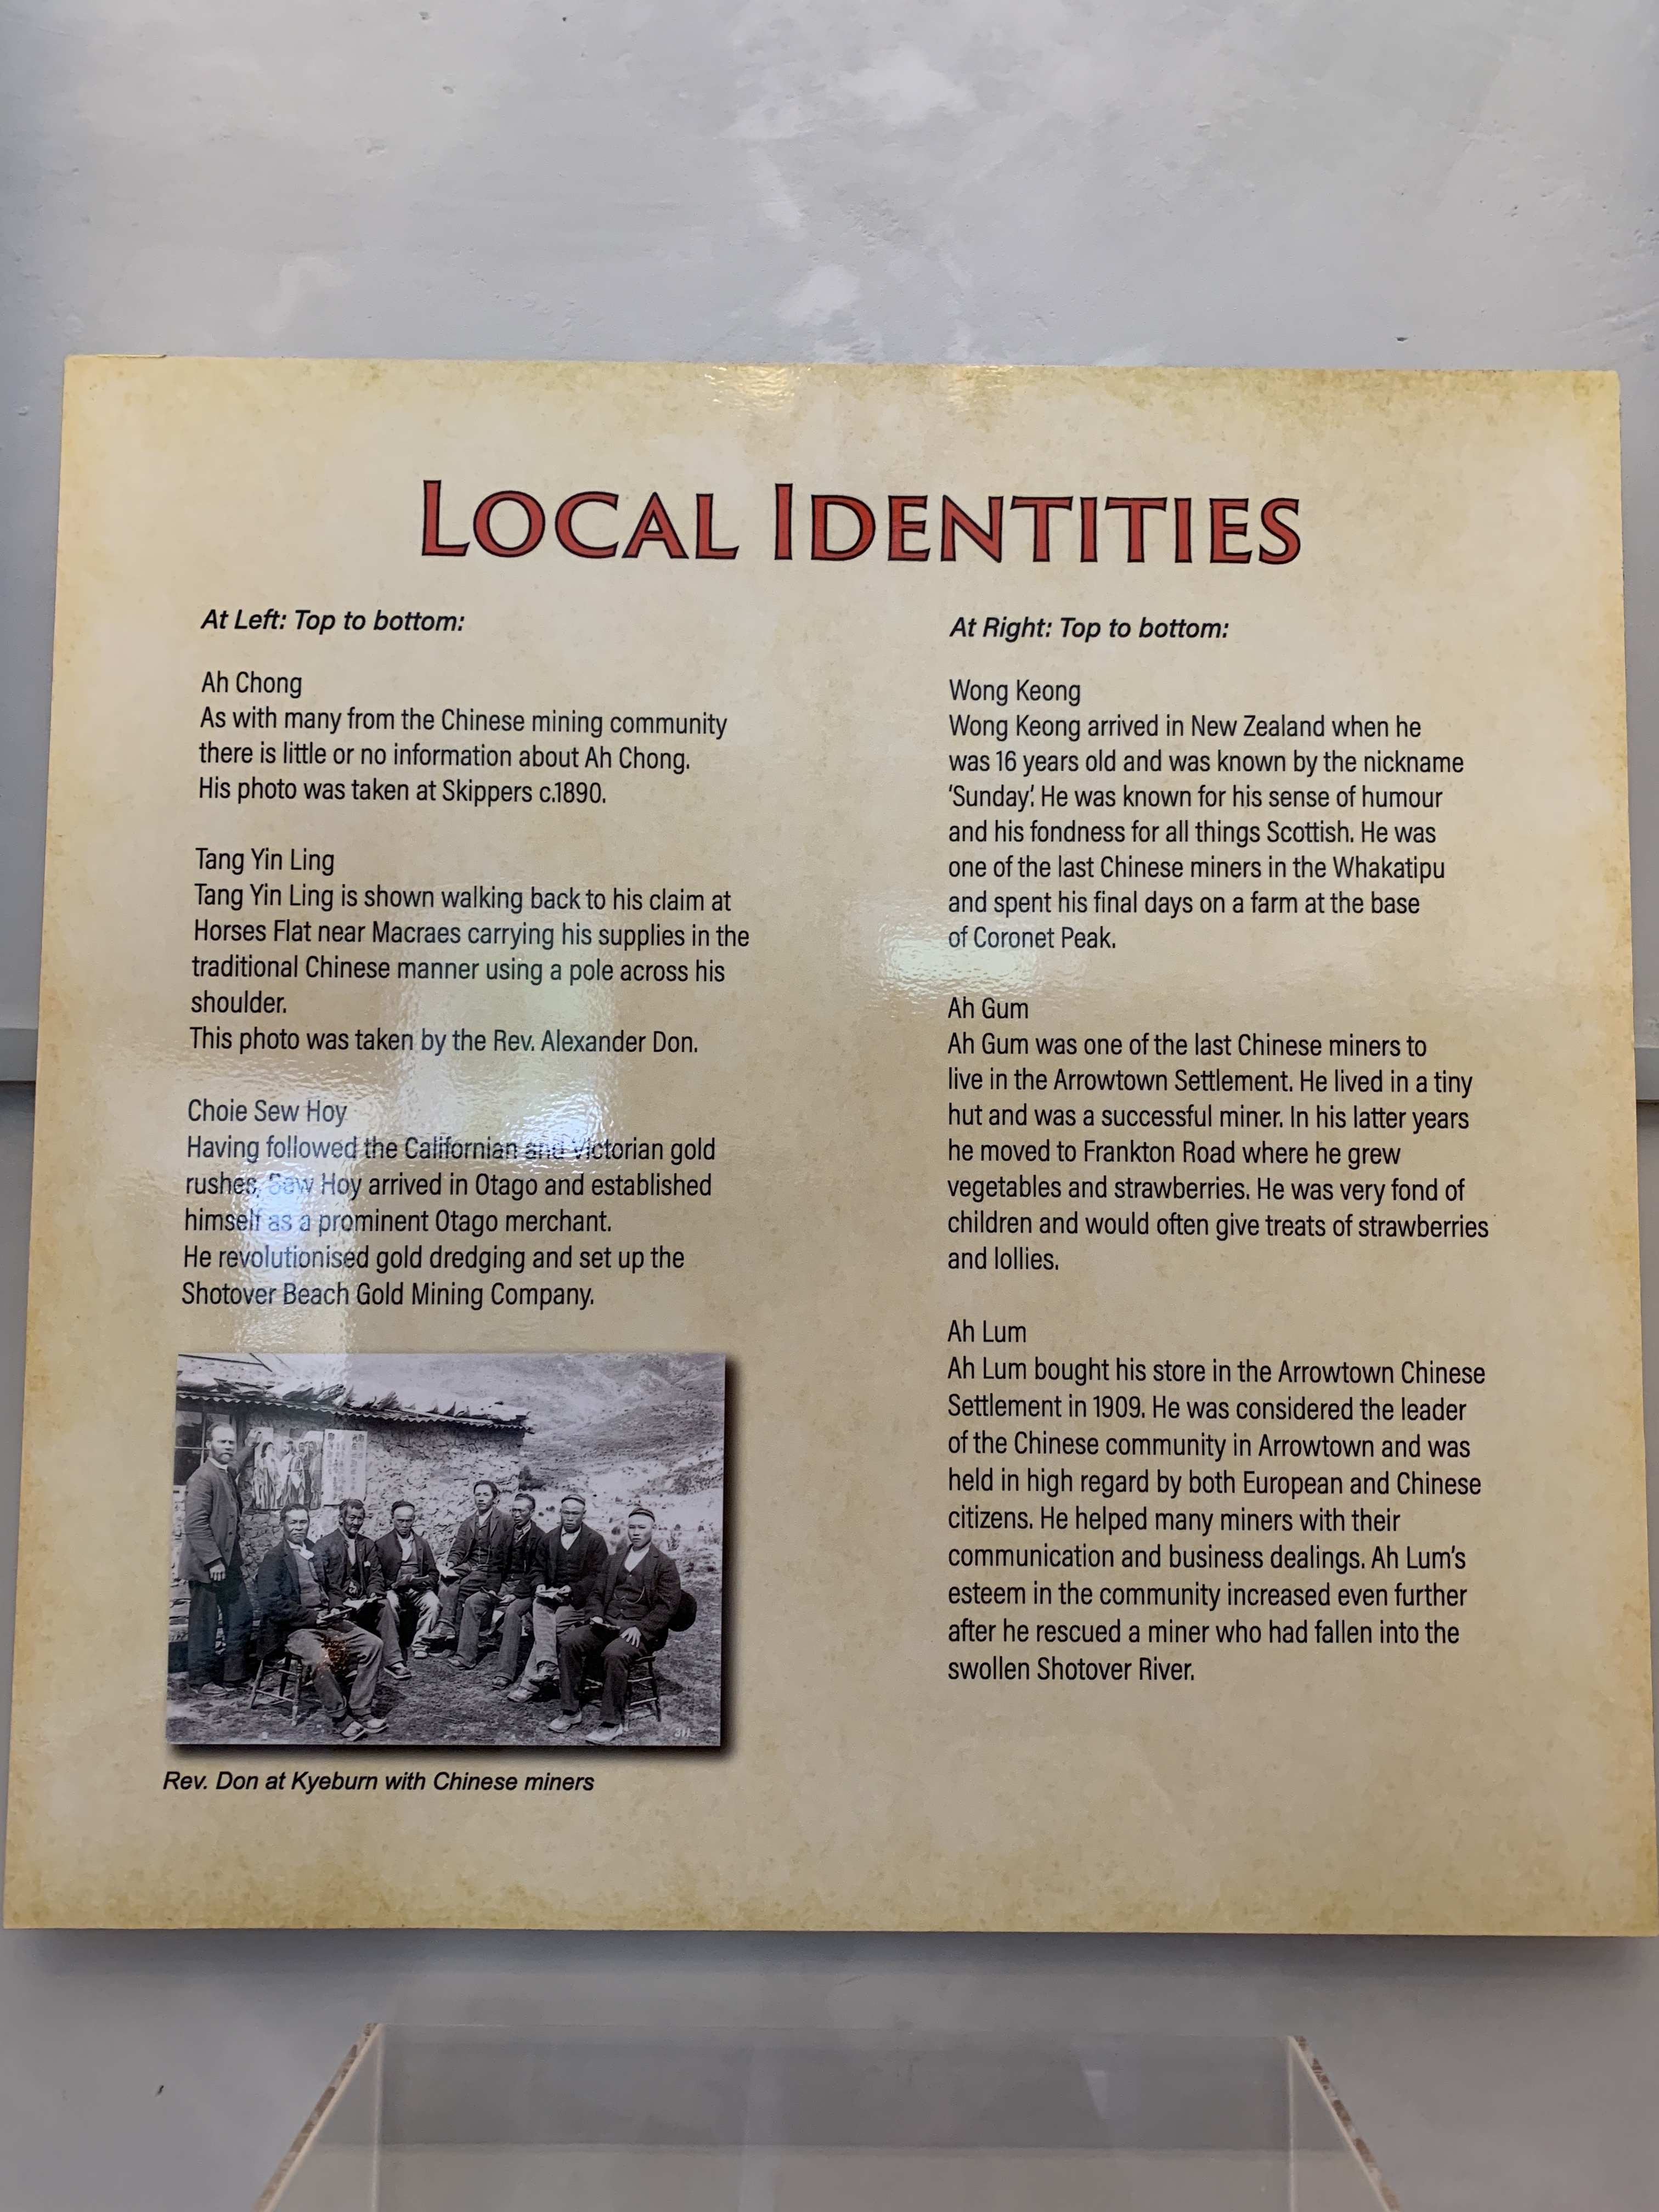 LOCAL IDENTITIES
At Left: Top to bottom:
Ah Chong
As with many from the Chinese mining community
there is little or no information about Ah Chong.
His photo was taken at Skippers c.1890.
Tang Yin Ling
Tang Yin Ling is shown walking back to his claim at
Horses Flat near Macraes carrying his supplies in the
traditional Chinese manner using a pole across his
shoulder.
This photo was taken by the Rev. Alexander Don.
Choie Sew Hoy
Having followed the Californian and Victorian gold
rushes, Sew Hoy arrived in Otago and established
himself as a prominent Otago merchant.
He revolutionised gold dredging and set up the
Shotover Beach Gold Mining Company.
Rev. Don at Kyeburn with Chinese miners
At Right: Top to bottom:
Wong Keong
Wong Keong arrived in New Zealand when he
was 16 years old and was known by the nickname
‘Sunday’. He was known for his sense of humour
and his fondness for all things Scottish. He was
one of the last Chinese miners in the Whakatipu
and spent his final days on a farm at the base
of Coronet Peak.
Ah Gum
Ah Gum was one of the last Chinese miners to
live in the Arrowtown Settlement. He lived in a tiny
hut and was a successful miner. In his latter years
he moved to Frankton Road where he grew
vegetables and strawberries. He was very fond of
children and would often give treats of strawberries
and lollies.
Ah Lum
Ah Lum bought his store in the Arrowtown Chinese
Settlement in 1909. He was considered the leader
of the Chinese community in Arrowtown and was
held in high regard by both European and Chinese
citizens. He helped many miners with their
communication and business dealings. Ah Lum's
esteem in the community increased even further
after he rescued a miner who had fallen into the
swollen Shotover River.